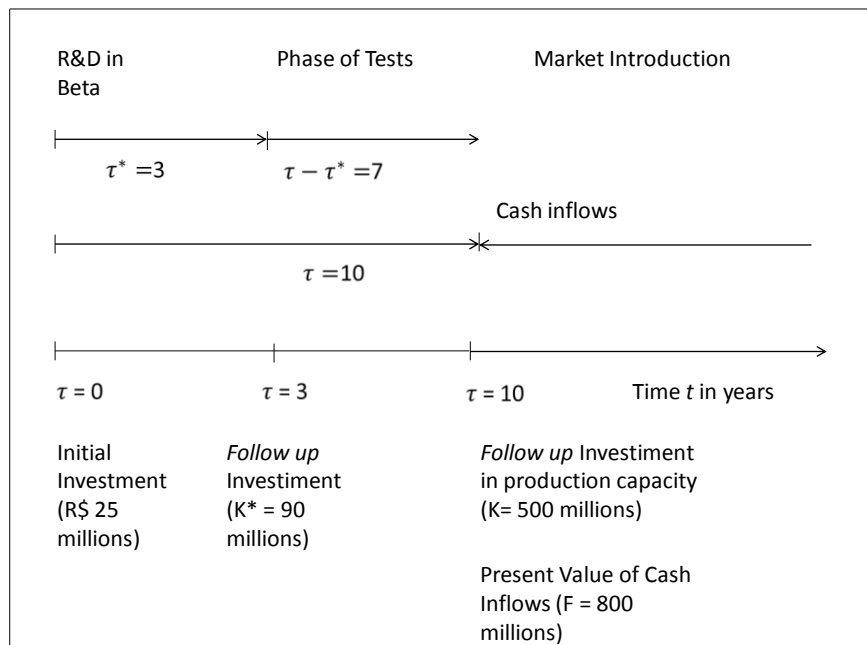 R&D in
Beta
Phase of Tests
Market Introduction
τ* =3
τ − τ* =7
Cash inflows
τ =10
τ = 0
τ = 3
τ = 10
Time t in years
Initial
Investment
(R$ 25
millions)
Follow up
Investiment
(K* = 90
millions)
Follow up Investiment
in production capacity
(K= 500 millions)
Present Value of Cash
Inflows (F = 800
millions)